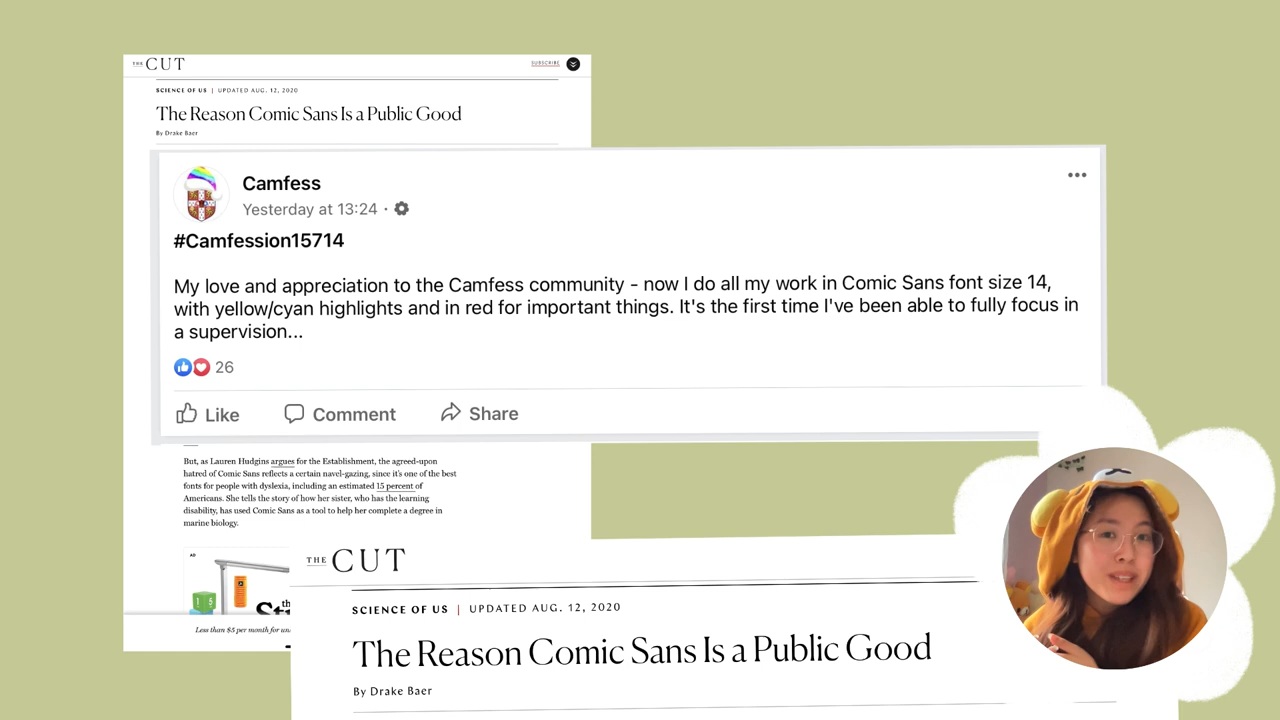 THE CUT
SUBSCRIBE
SCIENCE OF US | UPDATED AUG. 12, 2020
The Reason Comic Sans Is a Public Good
By Drake Baer
Camfess
Yesterday at 13:24 ·
#Camfession15714
My love and appreciation to the Camfess community - now I do all my work in Comic Sans font size 14,
with yellow/cyan highlights and in red for important things. It's the first time I've been able to fully focus in
a supervision...
26
Like Comment Share
But, as Lauren Hudgins argues for the Establishment, the agreed-upon
hatred of Comic Sans reflects a certain navel-gazing, since it's one of the best
fonts for people with dyslexia, including an estimated 15 percent of
Americans. She tells the story of how her sister, who has the learning
disability, has used Comic Sans as a tool to help her complete a degree in
marine biology.
AD
1 5
th
St
Less than $5 per month for un
THE CUT
SCIENCE OF US | UPDATED AUG. 12, 2020
The Reason Comic Sans Is a Public Good
By Drake Baer